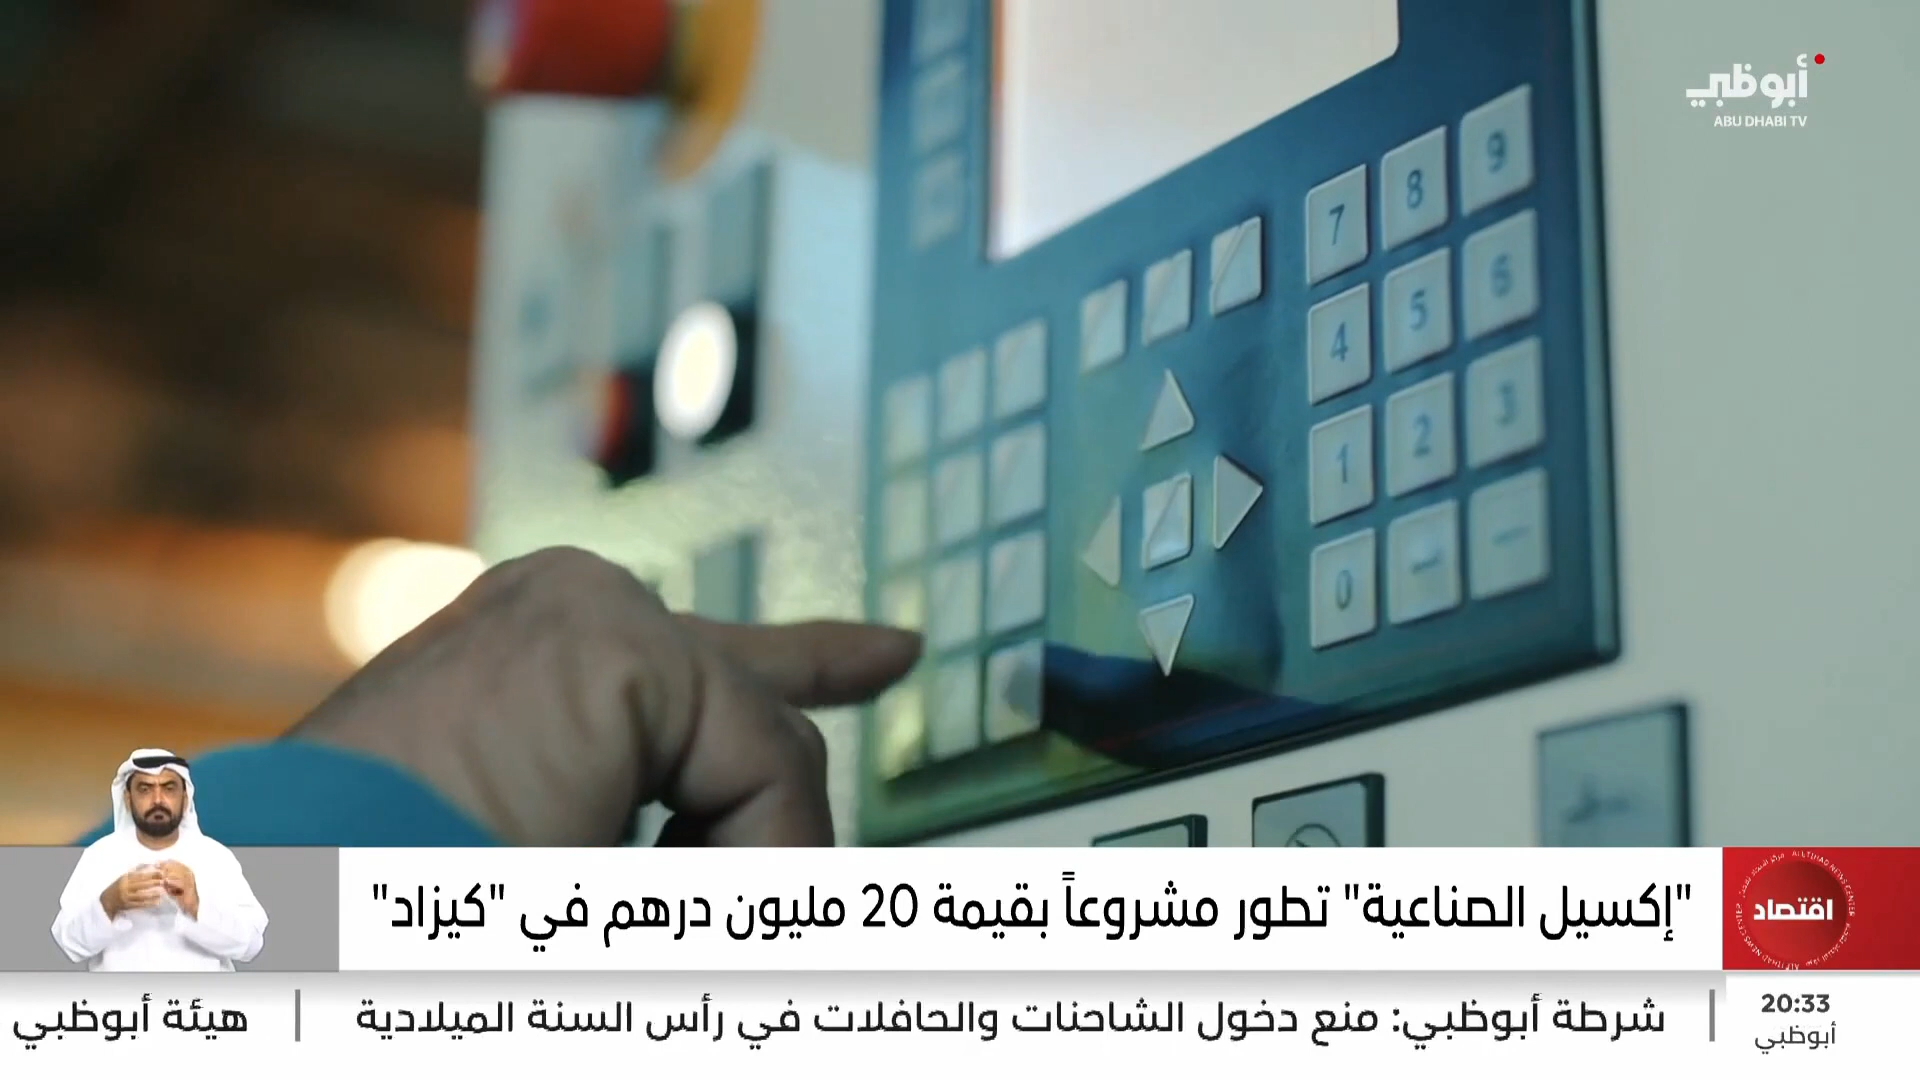 أبوظبي
ABU DHABI TV
7 8 9
4 5 6
1 2 3
0
"إكسيل الصناعية" تطور مشروعاً بقيمة 20 مليون درهم في "كيزاد"
اقتصاد
20:33
أبوظبي
شرطة أبوظبي: منع دخول الشاحنات والحافلات في رأس السنة الميلادية | هيئة أبوظبي